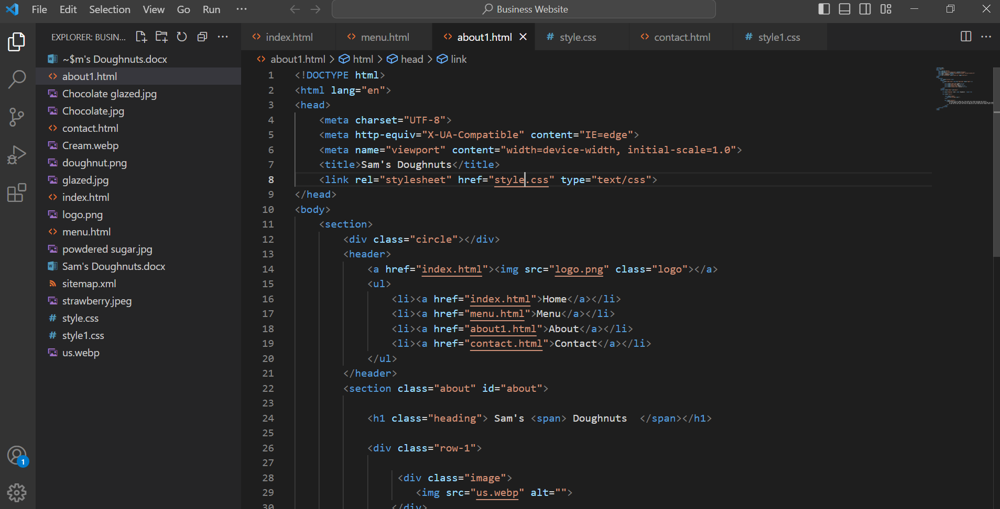 File Edit Selection View Go Run ··· Business Website
EXPLORER: BUSIN... ···
~$m's Doughnuts.docx
about1.html
Chocolate glazed.jpg
Chocolate.jpg
contact.html
Cream.webp
doughnut.png
glazed.jpg
index.html
logo.png
menu.html
powdered sugar.jpg
Sam's Doughnuts.docx
sitemap.xml
strawberry.jpeg
style.css
style1.css
us.webp
1
index.html menu.html about1.html style.css contact.html style1.css ···
about1.html > html > head > link
1 <!DOCTYPE html>
2 <html lang="en">
3 <head>
4 <meta charset="UTF-8">
5 <meta http-equiv="X-UA-Compatible" content="IE=edge">
6 <meta name="viewport" content="width=device-width, initial-scale=1.0">
7 <title>Sam's Doughnuts</title>
8 <link rel="stylesheet" href="style.css" type="text/css">
9 </head>
10 <body>
11 <section>
12 <div class="circle"></div>
13 <header>
14 <a href="index.html"><img src="logo.png" class="logo"></a>
15 <ul>
16 <li><a href="index.html">Home</a></li>
17 <li><a href="menu.html">Menu</a></li>
18 <li><a href="about1.html">About</a></li>
19 <li><a href="contact.html">Contact</a></li>
20 </ul>
21 </header>
22 <section class="about" id="about">
23
24 <h1 class="heading"> Sam's <span> Doughnuts  </span></h1>
25
26 <div class="row-1">
27
28 <div class="image">
29 <img src="us.webp" alt="">
30 </div>